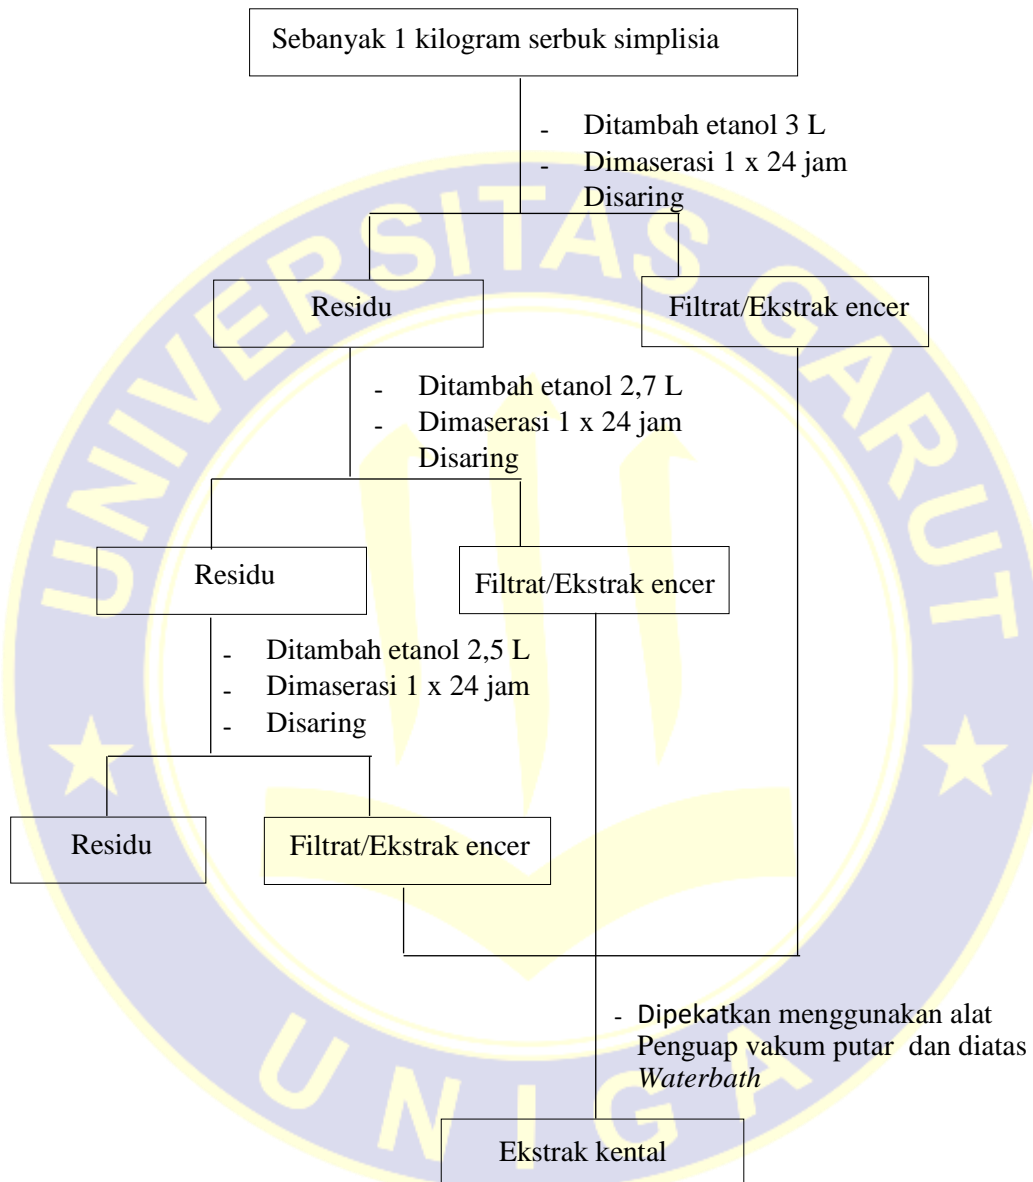 Sebanyak 1 kilogram serbuk simplisia
- Ditambah etanol 3 L
- Dimaserasi 1 x 24 jam
Disaring
Residu
Filtrat/Ekstrak encer
- Ditambah etanol 2,7 L
- Dimaserasi 1 x 24 jam
Disaring
Residu
Filtrat/Ekstrak encer
- Ditambah etanol 2,5 L
- Dimaserasi 1 x 24 jam
- Disaring
Residu
Filtrat/Ekstrak encer
- Dipekatkan menggunakan alat
Penguap vakum putar dan diatas
Waterbath
Ekstrak kental
UNIVERSITAS GARUT
UNIGA